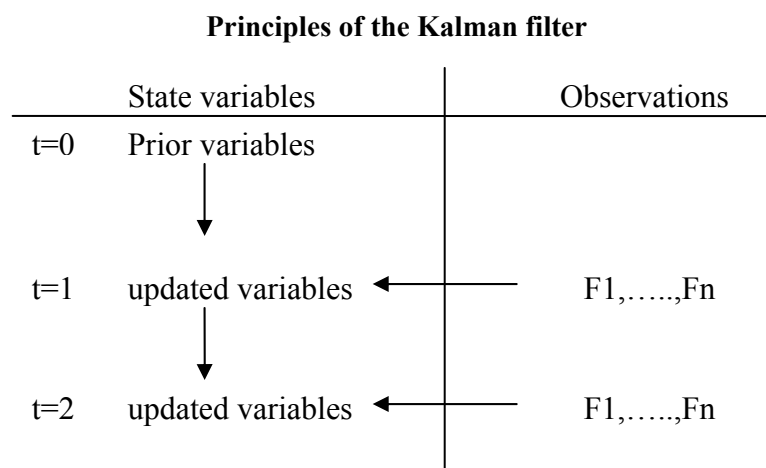 Principles of the Kalman filter
State variables Observations
t=0 Prior variables
t=1 updated variables F1,…..,Fn
t=2 updated variables F1,…..,Fn